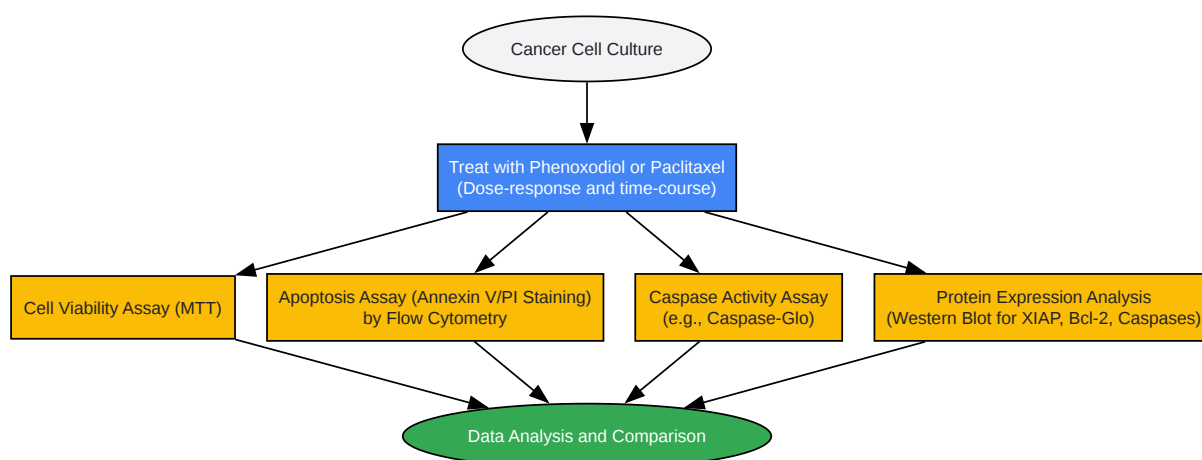 Cancer Cell Culture
Treat with Phenoxodiol or Paclitaxel
(Dose-response and time-course)
Cell Viability Assay (MTT)
Apoptosis Assay (Annexin V/PI Staining)
by Flow Cytometry
Caspase Activity Assay
(e.g., Caspase-Glo)
Protein Expression Analysis
(Western Blot for XIAP, Bcl-2, Caspases)
Data Analysis and Comparison